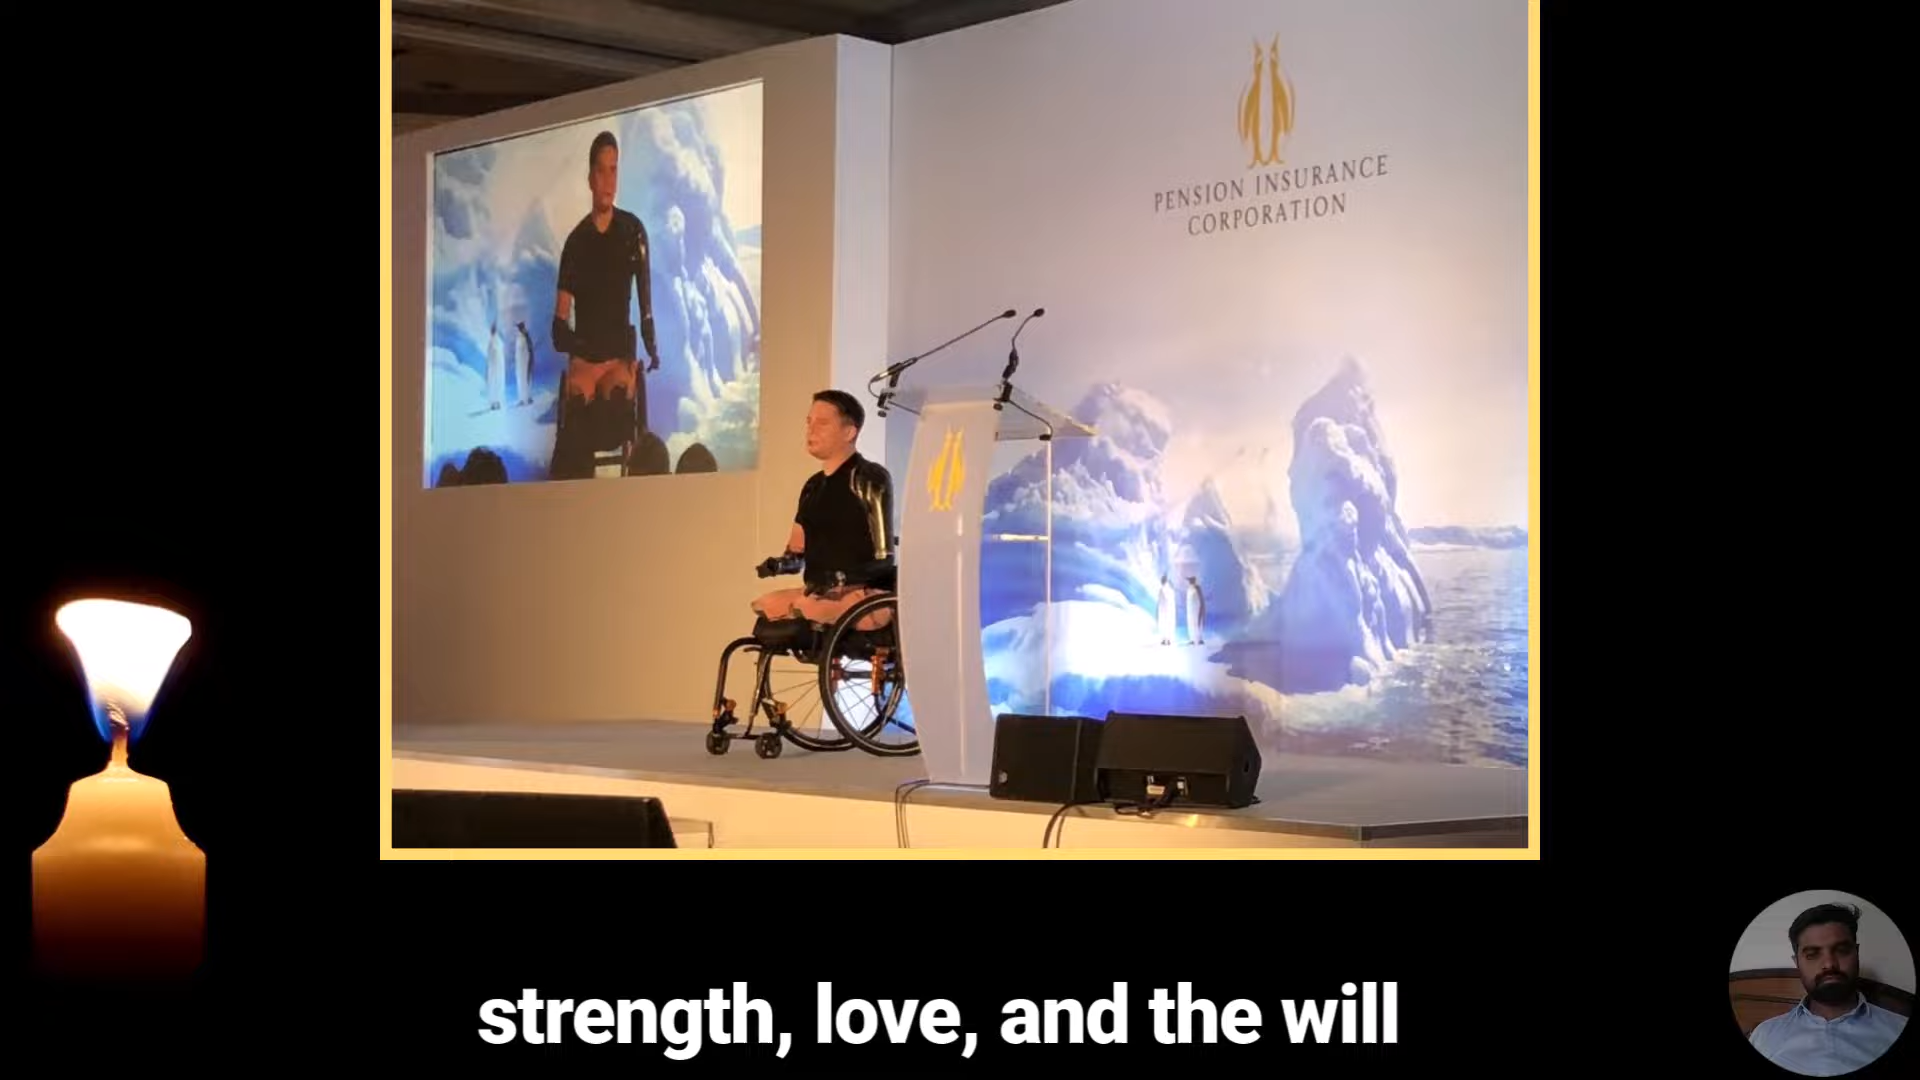 PENSION INSURANCE
CORPORATION
strength, love, and the will